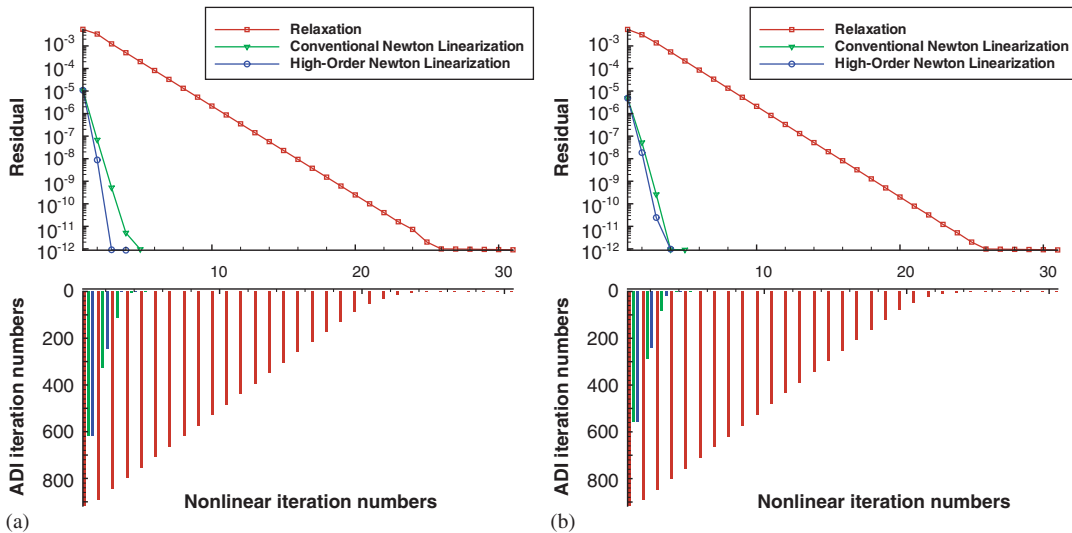 Relaxation
Conventional Newton Linearization
High-Order Newton Linearization
Residual
10⁻³
10⁻⁴
10⁻⁵
10⁻⁶
10⁻⁷
10⁻⁸
10⁻⁹
10⁻¹⁰
10⁻¹¹
10⁻¹²
10
20
30
ADI iteration numbers
0
200
400
600
800
Nonlinear iteration numbers
(a)
Relaxation
Conventional Newton Linearization
High-Order Newton Linearization
Residual
10⁻³
10⁻⁴
10⁻⁵
10⁻⁶
10⁻⁷
10⁻⁸
10⁻⁹
10⁻¹⁰
10⁻¹¹
10⁻¹²
10
20
30
ADI iteration numbers
0
200
400
600
800
Nonlinear iteration numbers
(b)